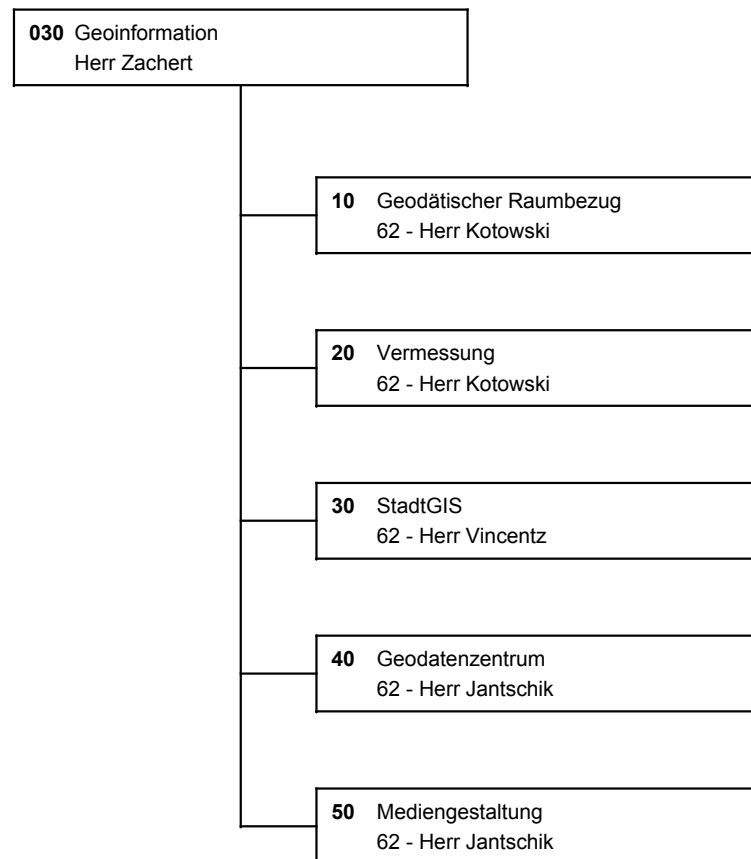 030 Geoinformation
Herr Zachert
10 Geodätischer Raumbezug
62 - Herr Kotowski
20 Vermessung
62 - Herr Kotowski
30 StadtGIS
62 - Herr Vincentz
40 Geodatenzentrum
62 - Herr Jantschik
50 Mediengestaltung
62 - Herr Jantschik